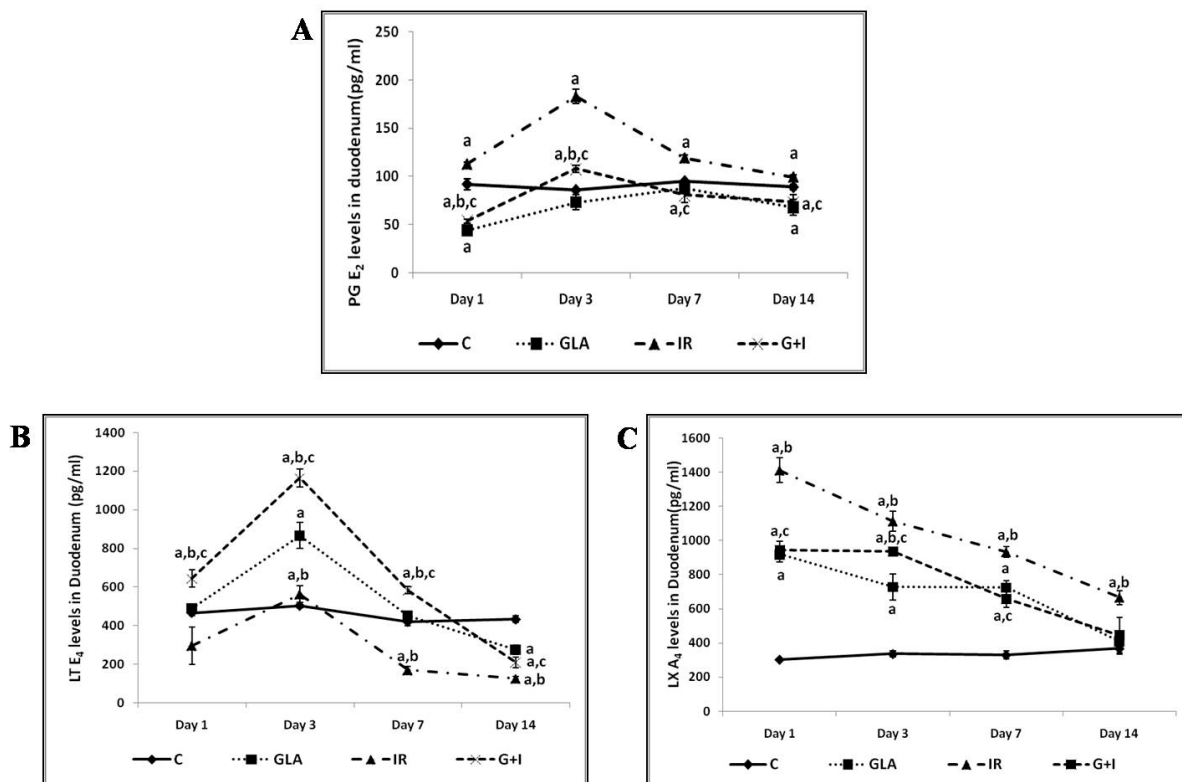 A
PG E2 levels in duodenum(pg/ml)
250
200
150
100
50
0
a
a
a
a
a,b,c
a,b,c
a
a,c
a,c
a
Day 1 Day 3 Day 7 Day 14
C GLA IR G+I
B
LT E4 levels in Duodenum (pg/ml)
1400
1200
1000
800
600
400
200
0
a,b,c
a,b,c
a
a,b
a,b,c
a,b
a
a,c
a,b
Day 1 Day 3 Day 7 Day 14
C GLA IR G+I
C
LX A4 levels in Duodenum(pg/ml)
1600
1400
1200
1000
800
600
400
200
0
a,b
a,c
a
a,b
a,b,c
a
a,b
a
a,c
a,b
Day 1 Day 3 Day 7 Day 14
C GLA IR G+I